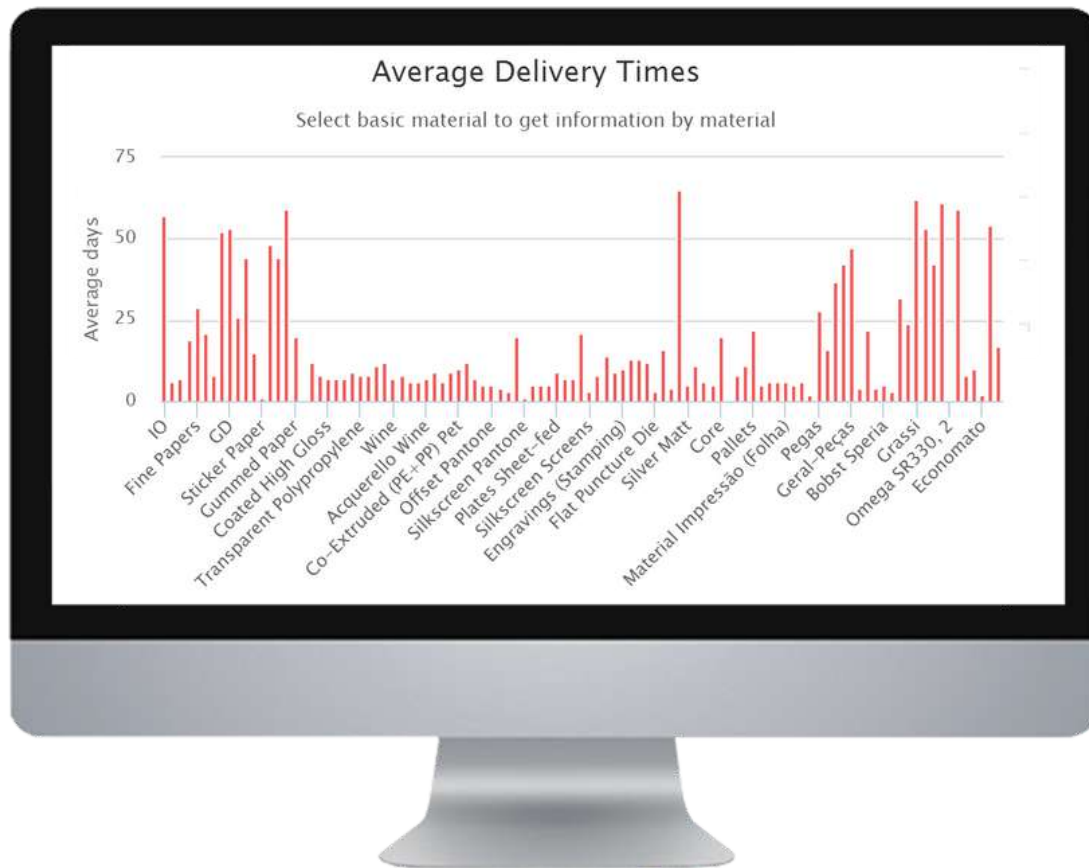 Average Delivery Times
Select basic material to get information by material
Average days
75
50
25
0
IO
Fine Papers
GD
Sticker Paper
Gummed Paper
Coated High Gloss
Transparent Polypropylene
Wine
Acquerello Wine
Co-Extruded (PE+PP) Pet
Offset Pantone
Silkscreen Pantone
Plates Sheet-fed
Silkscreen Screens
Engravings (Stamping)
Flat Puncture Die
Silver Matt
Core
Pallets
Material Impressão (Folha)
Pegas
Geral-Peças
Bobst Speria
Grassi
Omega SR330, 2
Economato